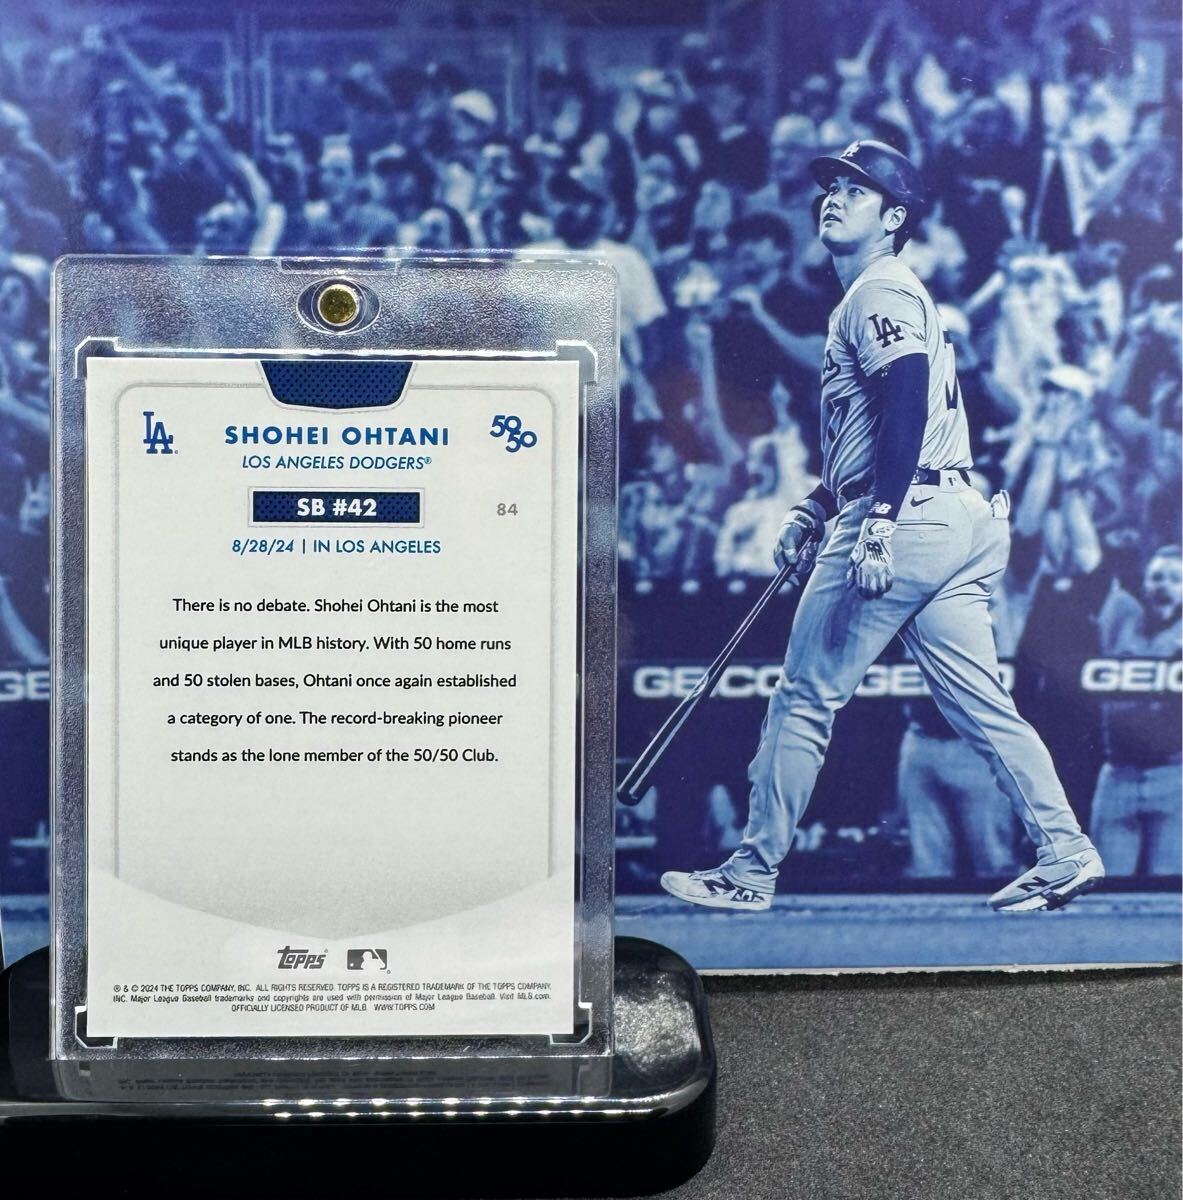 LA
SHOHEI OHTANI
50
50
LOS ANGELES DODGERS®
SB #42
84
8/28/24 | IN LOS ANGELES
There is no debate. Shohei Ohtani is the most
unique player in MLB history. With 50 home runs
and 50 stolen bases, Ohtani once again established
a category of one. The record-breaking pioneer
stands as the lone member of the 50/50 Club.
Topps®
® & © 2024 THE TOPPS COMPANY, INC. ALL RIGHTS RESERVED. TOPPS IS A REGISTERED TRADEMARK OF THE TOPPS COMPANY,
INC. Major League Baseball trademarks and copyrights are used with permission of Major League Baseball. Visit MLB.com.
OFFICIALLY LICENSED PRODUCT OF MLB. WWW.TOPPS.COM
LA
LA
NB
GE
GEICO
GE
O
GEIC